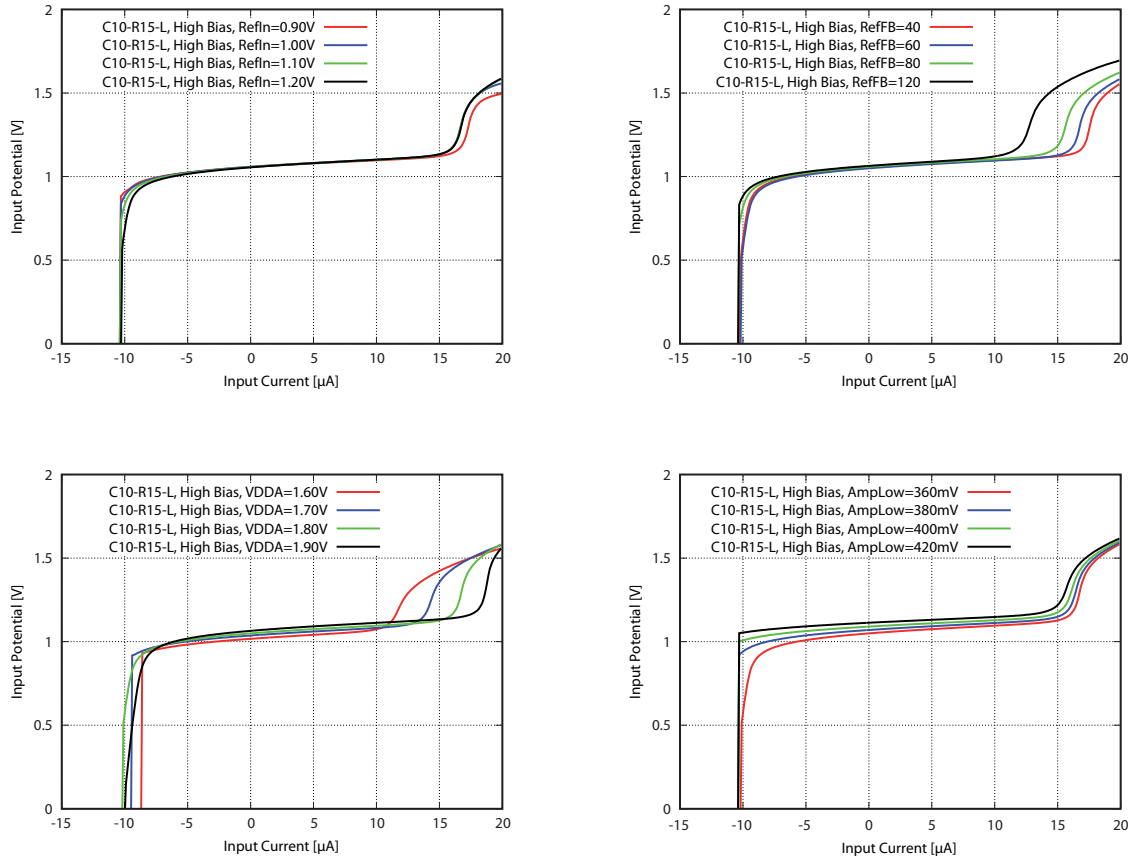 C10-R15-L, High Bias, RefIn=0.90V
C10-R15-L, High Bias, RefIn=1.00V
C10-R15-L, High Bias, RefIn=1.10V
C10-R15-L, High Bias, RefIn=1.20V
2
1.5
1
0.5
0
Input Potential [V]
-15 -10 -5 0 5 10 15 20
Input Current [µA]
C10-R15-L, High Bias, RefFB=40
C10-R15-L, High Bias, RefFB=60
C10-R15-L, High Bias, RefFB=80
C10-R15-L, High Bias, RefFB=120
2
1.5
1
0.5
0
Input Potential [V]
-15 -10 -5 0 5 10 15 20
Input Current [µA]
C10-R15-L, High Bias, VDDA=1.60V
C10-R15-L, High Bias, VDDA=1.70V
C10-R15-L, High Bias, VDDA=1.80V
C10-R15-L, High Bias, VDDA=1.90V
2
1.5
1
0.5
0
Input Potential [V]
-15 -10 -5 0 5 10 15 20
Input Current [µA]
C10-R15-L, High Bias, AmpLow=360mV
C10-R15-L, High Bias, AmpLow=380mV
C10-R15-L, High Bias, AmpLow=400mV
C10-R15-L, High Bias, AmpLow=420mV
2
1.5
1
0.5
0
Input Potential [V]
-15 -10 -5 0 5 10 15 20
Input Current [µA]